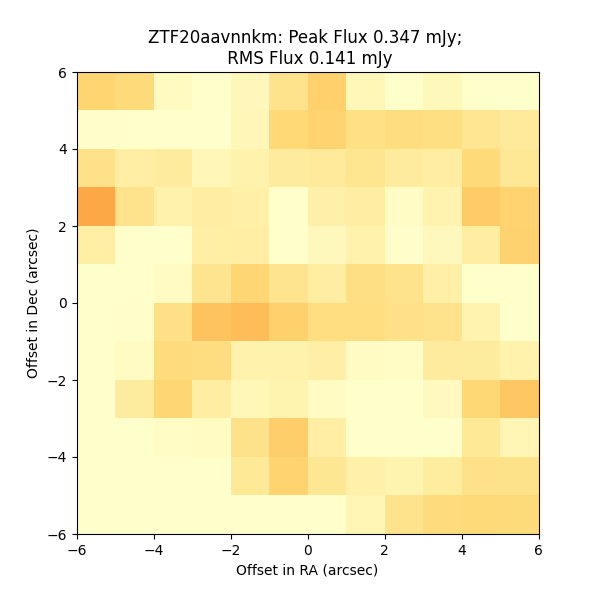 ZTF20aavnnkm: Peak Flux 0.347 mJy;
RMS Flux 0.141 mJy
6
4
2
0
−2
−4
−6
Offset in Dec (arcsec)
−6 −4 −2 0 2 4 6
Offset in RA (arcsec)